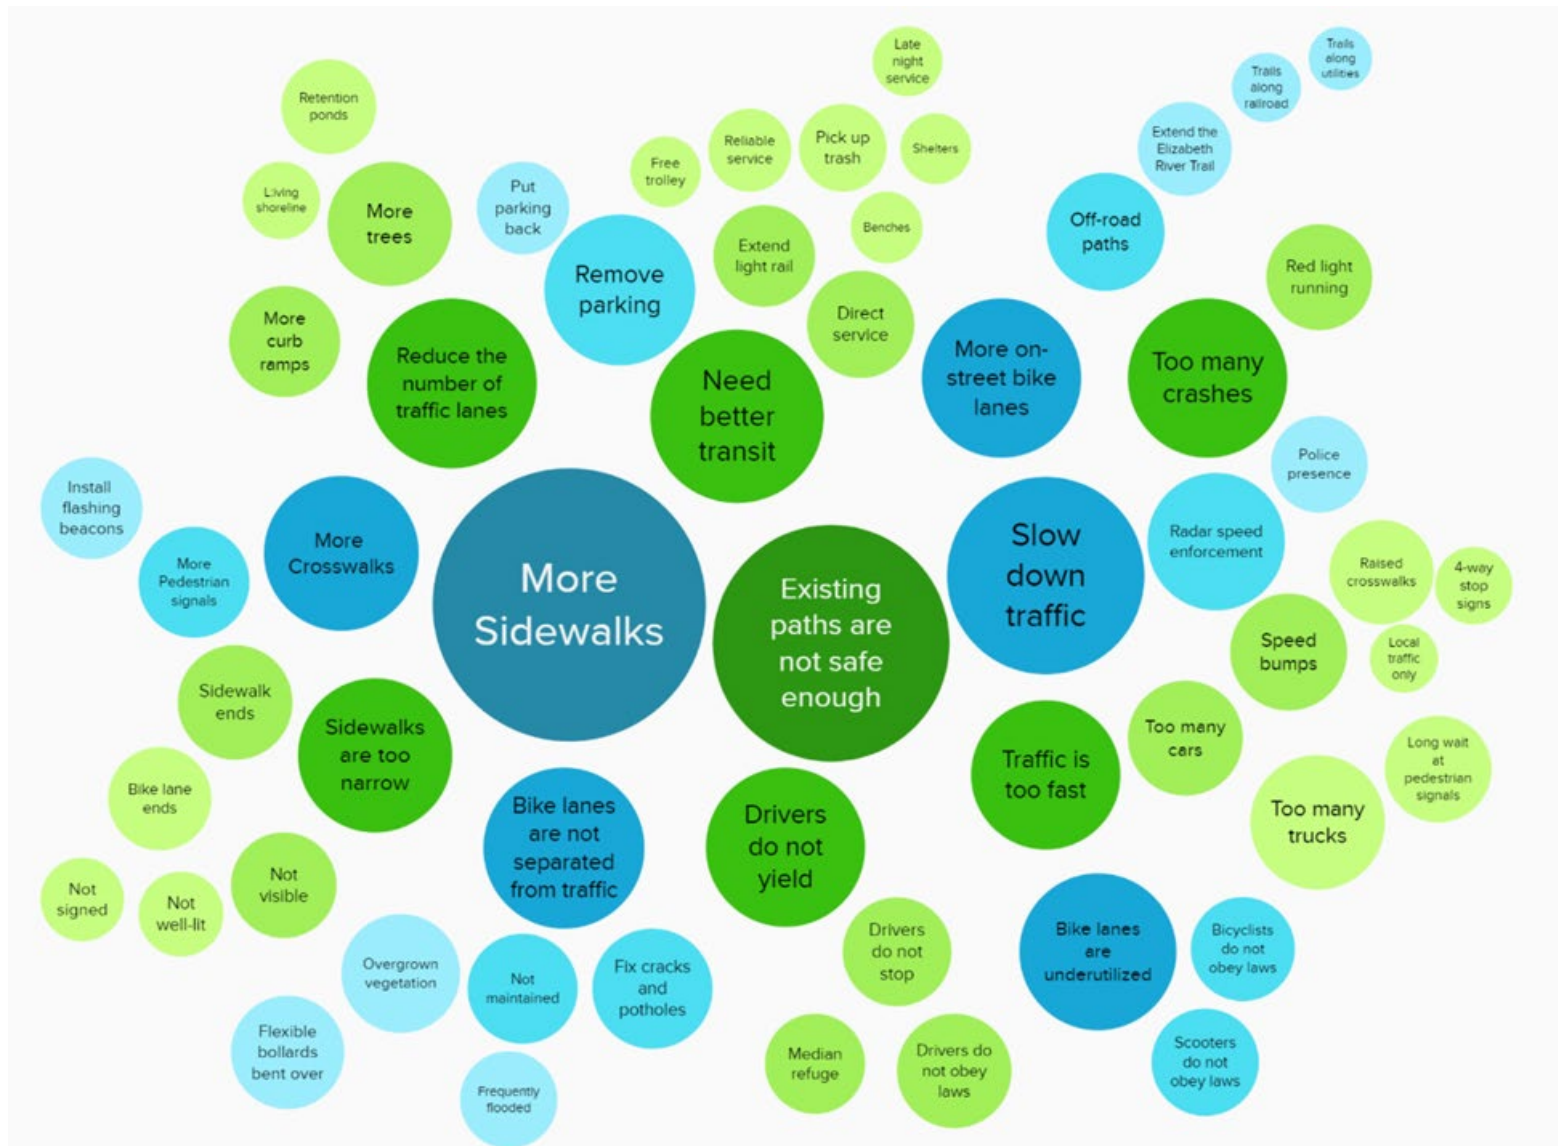 Late
night
service
Trails
along
utilities
Trails
along
railroad
Retention
ponds
Extend the
Elizabeth
River Trail
Reliable
service
Pick up
trash
Shelters
Free
trolley
L:iving
shoreline
More
trees
Put
parking
back
Benches
Off-road
paths
Extend
light rail
Remove
parking
Red light
running
Direct
service
More
curb
ramps
Reduce the
number of
traffic lanes
Need
better
transit
More on-
street bike
lanes
Too many
crashes
Police
presence
Install
flashing
beacons
More
Crosswalks
More
Pedestrian
signals
More
Sidewalks
Existing
paths are
not safe
enough
Slow
down
traffic
Radar speed
enforcement
Raised
crosswalks
4-way
stop
signs
Speed
bumps
Local
traffic
only
Sidewalk
ends
Sidewalks
are too
narrow
Too many
cars
Long wait
at
pedestrian
signals
Traffic is
too fast
Bike lane
ends
Too many
trucks
Bike lanes
are not
separated
from traffic
Drivers
do not
yield
Not
visible
Not
signed
Not
well-lit
Overgrown
vegetation
Not
maintained
Fix cracks
and
potholes
Drivers
do not
stop
Bike lanes
are
underutilized
Bicyclists
do not
obey laws
Flexible
bollards
bent over
Frequently
flooded
Median
refuge
Drivers do
not obey
laws
Scooters
do not
obey laws